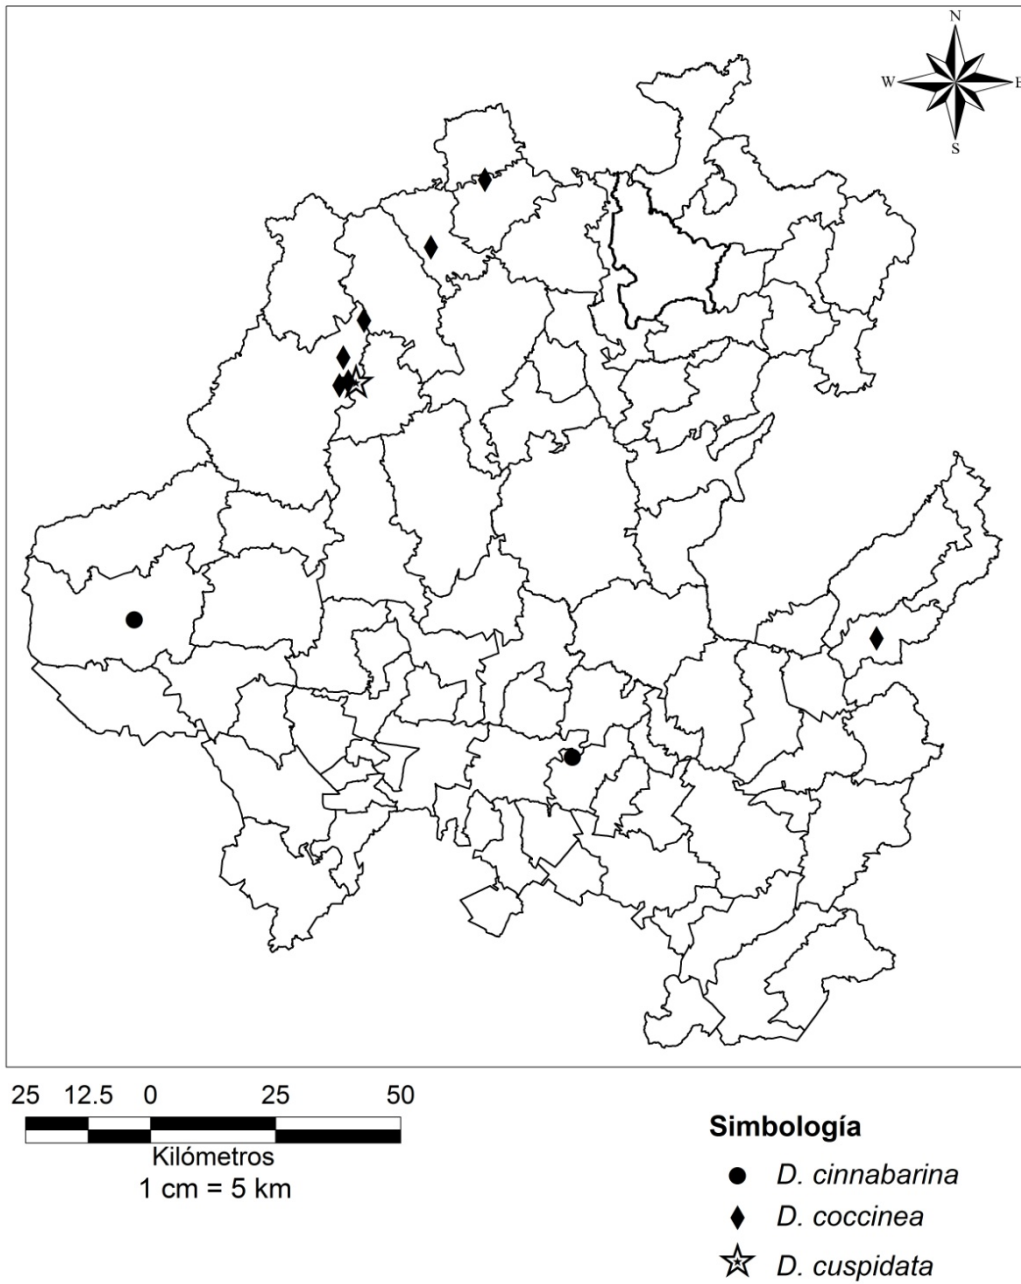 N
W E
S
25 12.5 0 25 50
Kilómetros
1 cm = 5 km
Simbología
D. cinnabarina
D. coccinea
D. cuspidata